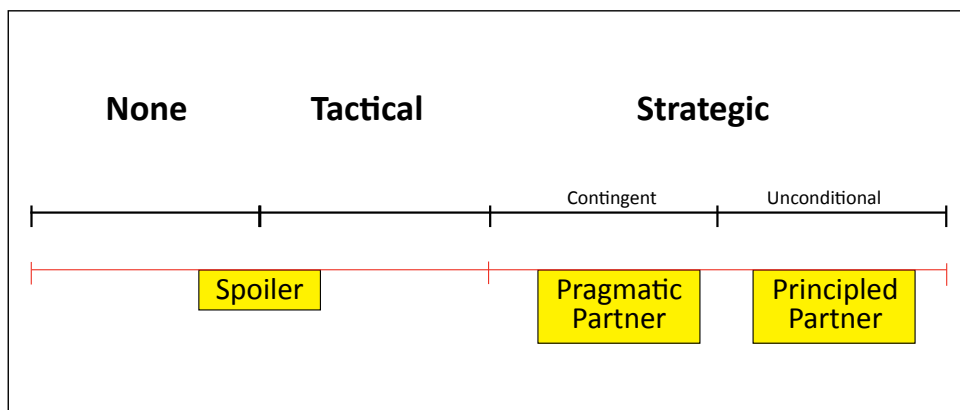 None Tactical Strategic
Contingent Unconditional
Spoiler Pragmatic Principled
Partner Partner